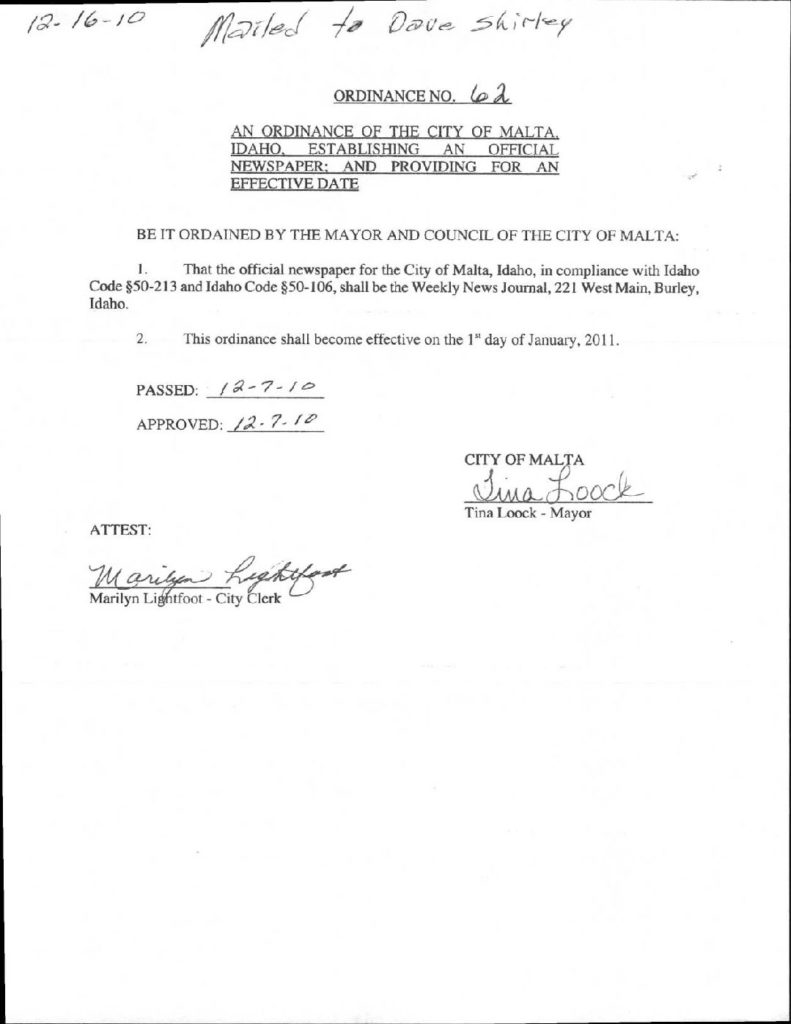 12-16-10 Mailed to Dave Shirley
ORDINANCE NO. 62
AN ORDINANCE OF THE CITY OF MALTA,
IDAHO, ESTABLISHING AN OFFICIAL
NEWSPAPER; AND PROVIDING FOR AN
EFFECTIVE DATE
BE IT ORDAINED BY THE MAYOR AND COUNCIL OF THE CITY OF MALTA:
1. That the official newspaper for the City of Malta, Idaho, in compliance with Idaho
Code §50-213 and Idaho Code §50-106, shall be the Weekly News Journal, 221 West Main, Burley,
Idaho.
2. This ordinance shall become effective on the 1st day of January, 2011.
PASSED: 12-7-10
APPROVED: 12-7-10
CITY OF MALTA
Tina Loock
Tina Loock - Mayor
ATTEST:
Marilyn Lightfoot
Marilyn Lightfoot - City Clerk